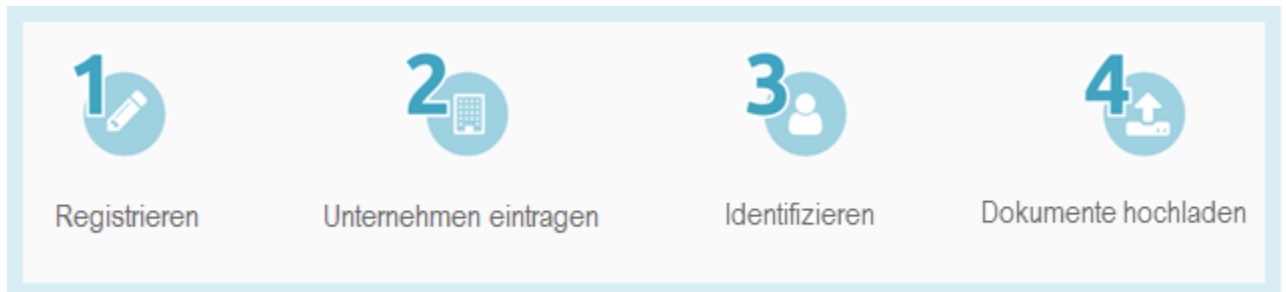 1
Registrieren
2
Unternehmen eintragen
3
Identifizieren
4
Dokumente hochladen